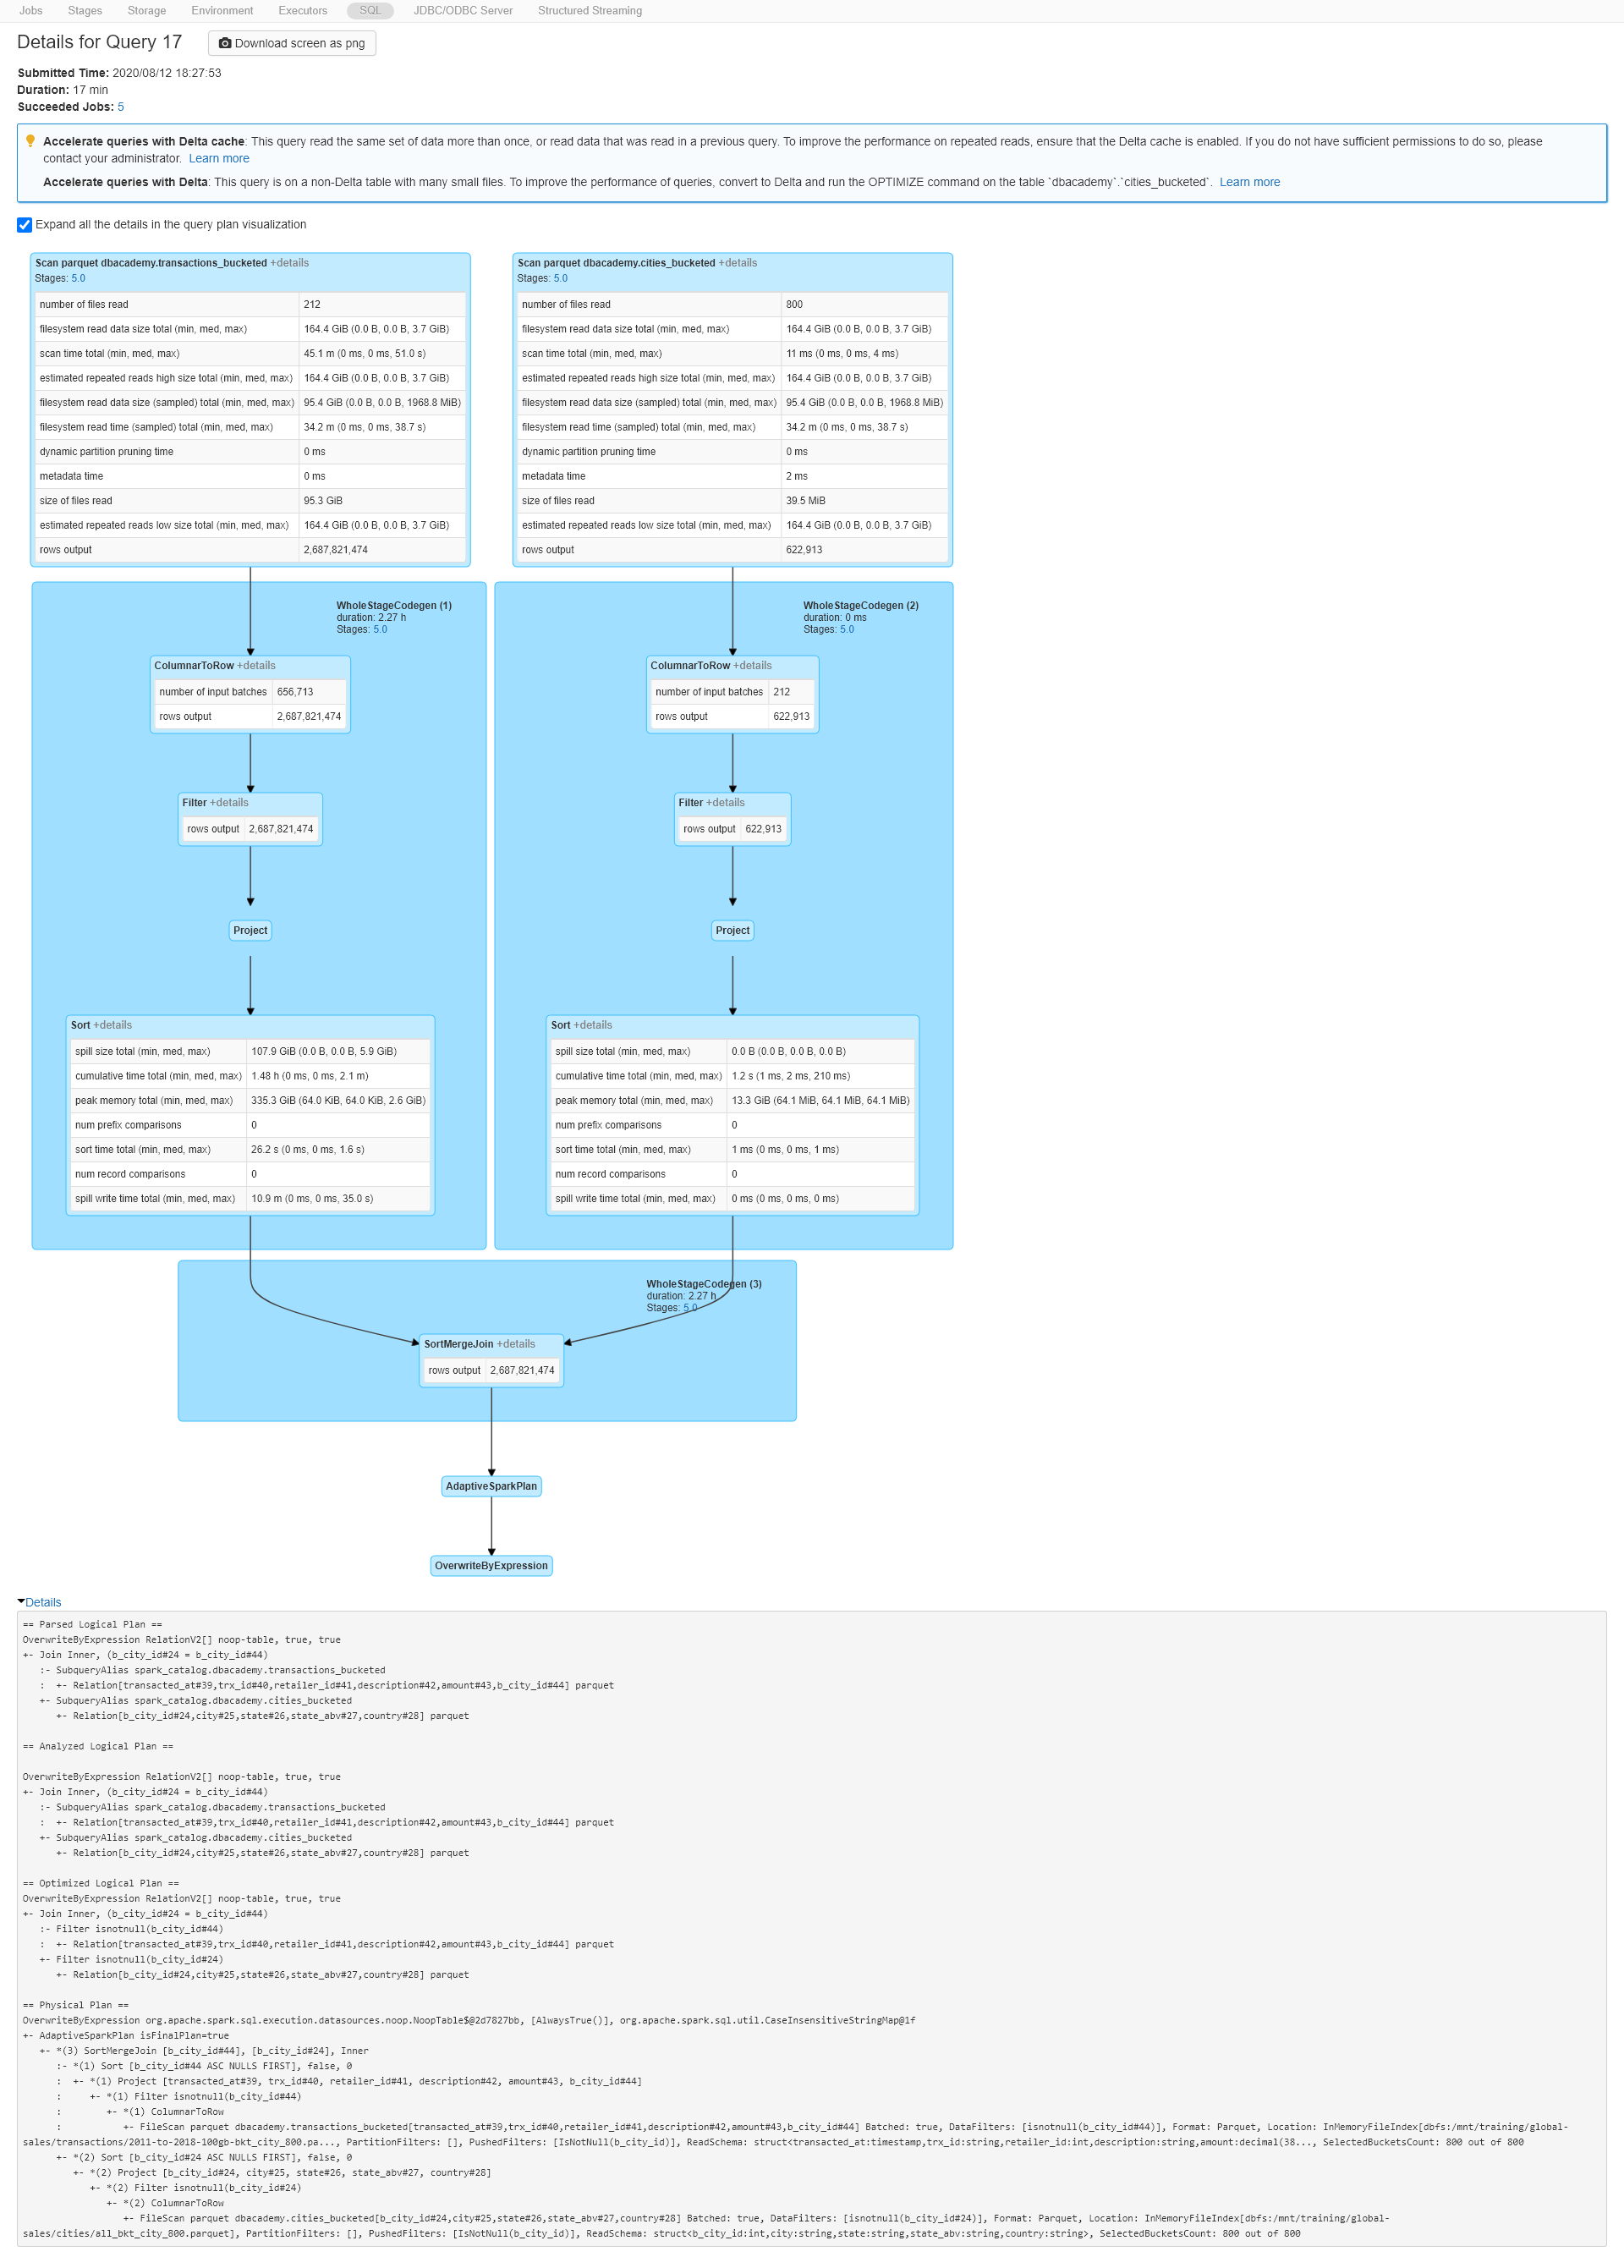 Jobs Stages Storage Environment Executors SQL JDBC/ODBC Server Structured Streaming
Details for Query 17
Download screen as png
Submitted Time: 2020/08/12 18:27:53
Duration: 17 min
Succeeded Jobs: 5
Accelerate queries with Delta cache: This query read the same set of data more than once, or read data that was read in a previous query. To improve the performance on repeated reads, ensure that the Delta cache is enabled. If you do not have sufficient permissions to do so, please
contact your administrator. Learn more
Accelerate queries with Delta: This query is on a non-Delta table with many small files. To improve the performance of queries, convert to Delta and run the OPTIMIZE command on the table `dbacademy`.`cities_bucketed`. Learn more
Expand all the details in the query plan visualization
Scan parquet dbacademy.transactions_bucketed +details
Stages: 5.0
number of files read 212
filesystem read data size total (min, med, max) 164.4 GiB (0.0 B, 0.0 B, 3.7 GiB)
scan time total (min, med, max) 45.1 m (0 ms, 0 ms, 51.0 s)
estimated repeated reads high size total (min, med, max) 164.4 GiB (0.0 B, 0.0 B, 3.7 GiB)
filesystem read data size (sampled) total (min, med, max) 95.4 GiB (0.0 B, 0.0 B, 1968.8 MiB)
filesystem read time (sampled) total (min, med, max) 34.2 m (0 ms, 0 ms, 38.7 s)
dynamic partition pruning time 0 ms
metadata time 0 ms
size of files read 95.3 GiB
estimated repeated reads low size total (min, med, max) 164.4 GiB (0.0 B, 0.0 B, 3.7 GiB)
rows output 2,687,821,474
Scan parquet dbacademy.cities_bucketed +details
Stages: 5.0
number of files read 800
filesystem read data size total (min, med, max) 164.4 GiB (0.0 B, 0.0 B, 3.7 GiB)
scan time total (min, med, max) 11 ms (0 ms, 0 ms, 4 ms)
estimated repeated reads high size total (min, med, max) 164.4 GiB (0.0 B, 0.0 B, 3.7 GiB)
filesystem read data size (sampled) total (min, med, max) 95.4 GiB (0.0 B, 0.0 B, 1968.8 MiB)
filesystem read time (sampled) total (min, med, max) 34.2 m (0 ms, 0 ms, 38.7 s)
dynamic partition pruning time 0 ms
metadata time 2 ms
size of files read 39.5 MiB
estimated repeated reads low size total (min, med, max) 164.4 GiB (0.0 B, 0.0 B, 3.7 GiB)
rows output 622,913
WholeStageCodegen (1)
duration: 2.27 h
Stages: 5.0
ColumnarToRow +details
number of input batches 656,713
rows output 2,687,821,474
Filter +details
rows output 2,687,821,474
Project
Sort +details
spill size total (min, med, max) 107.9 GiB (0.0 B, 0.0 B, 5.9 GiB)
cumulative time total (min, med, max) 1.48 h (0 ms, 0 ms, 2.1 m)
peak memory total (min, med, max) 335.3 GiB (64.0 KiB, 64.0 KiB, 2.6 GiB)
num prefix comparisons 0
sort time total (min, med, max) 26.2 s (0 ms, 0 ms, 1.6 s)
num record comparisons 0
spill write time total (min, med, max) 10.9 m (0 ms, 0 ms, 35.0 s)
WholeStageCodegen (2)
duration: 0 ms
Stages: 5.0
ColumnarToRow +details
number of input batches 212
rows output 622,913
Filter +details
rows output 622,913
Project
Sort +details
spill size total (min, med, max) 0.0 B (0.0 B, 0.0 B, 0.0 B)
cumulative time total (min, med, max) 1.2 s (1 ms, 2 ms, 210 ms)
peak memory total (min, med, max) 13.3 GiB (64.1 MiB, 64.1 MiB, 64.1 MiB)
num prefix comparisons 0
sort time total (min, med, max) 1 ms (0 ms, 0 ms, 1 ms)
num record comparisons 0
spill write time total (min, med, max) 0 ms (0 ms, 0 ms, 0 ms)
WholeStageCodegen (3)
duration: 2.27 h
Stages: 5.0
SortMergeJoin +details
rows output 2,687,821,474
AdaptiveSparkPlan
OverwriteByExpression
Details
== Parsed Logical Plan ==
OverwriteByExpression RelationV2[] noop-table, true, true
+- Join Inner, (b_city_id#24 = b_city_id#44)
   :- SubqueryAlias spark_catalog.dbacademy.transactions_bucketed
   :  +- Relation[transacted_at#39,trx_id#40,retailer_id#41,description#42,amount#43,b_city_id#44] parquet
   +- SubqueryAlias spark_catalog.dbacademy.cities_bucketed
      +- Relation[b_city_id#24,city#25,state#26,state_abv#27,country#28] parquet
== Analyzed Logical Plan ==
OverwriteByExpression RelationV2[] noop-table, true, true
+- Join Inner, (b_city_id#24 = b_city_id#44)
   :- SubqueryAlias spark_catalog.dbacademy.transactions_bucketed
   :  +- Relation[transacted_at#39,trx_id#40,retailer_id#41,description#42,amount#43,b_city_id#44] parquet
   +- SubqueryAlias spark_catalog.dbacademy.cities_bucketed
      +- Relation[b_city_id#24,city#25,state#26,state_abv#27,country#28] parquet
== Optimized Logical Plan ==
OverwriteByExpression RelationV2[] noop-table, true, true
+- Join Inner, (b_city_id#24 = b_city_id#44)
   :- Filter isnotnull(b_city_id#44)
   :  +- Relation[transacted_at#39,trx_id#40,retailer_id#41,description#42,amount#43,b_city_id#44] parquet
   +- Filter isnotnull(b_city_id#24)
      +- Relation[b_city_id#24,city#25,state#26,state_abv#27,country#28] parquet
== Physical Plan ==
OverwriteByExpression org.apache.spark.sql.execution.datasources.noop.NoopTable$@2d7827bb, [AlwaysTrue()], org.apache.spark.sql.util.CaseInsensitiveStringMap@1f
+- AdaptiveSparkPlan isFinalPlan=true
   +- *(3) SortMergeJoin [b_city_id#44], [b_city_id#24], Inner
      :- *(1) Sort [b_city_id#44 ASC NULLS FIRST], false, 0
      :  +- *(1) Project [transacted_at#39, trx_id#40, retailer_id#41, description#42, amount#43, b_city_id#44]
      :     +- *(1) Filter isnotnull(b_city_id#44)
      :        +- *(1) ColumnarToRow
      :           +- FileScan parquet dbacademy.transactions_bucketed[transacted_at#39,trx_id#40,retailer_id#41,description#42,amount#43,b_city_id#44] Batched: true, DataFilters: [isnotnull(b_city_id#44)], Format: Parquet, Location: InMemoryFileIndex[dbfs:/mnt/training/global-
sales/transactions/2011-to-2018-100gb-bkt_city_800.pa..., PartitionFilters: [], PushedFilters: [IsNotNull(b_city_id)], ReadSchema: struct<transacted_at:timestamp,trx_id:string,retailer_id:int,description:string,amount:decimal(38..., SelectedBucketsCount: 800 out of 800
      +- *(2) Sort [b_city_id#24 ASC NULLS FIRST], false, 0
         +- *(2) Project [b_city_id#24, city#25, state#26, state_abv#27, country#28]
            +- *(2) Filter isnotnull(b_city_id#24)
               +- *(2) ColumnarToRow
                  +- FileScan parquet dbacademy.cities_bucketed[b_city_id#24,city#25,state#26,state_abv#27,country#28] Batched: true, DataFilters: [isnotnull(b_city_id#24)], Format: Parquet, Location: InMemoryFileIndex[dbfs:/mnt/training/global-
sales/cities/all_bkt_city_800.parquet], PartitionFilters: [], PushedFilters: [IsNotNull(b_city_id)], ReadSchema: struct<b_city_id:int,city:string,state:string,state_abv:string,country:string>, SelectedBucketsCount: 800 out of 800